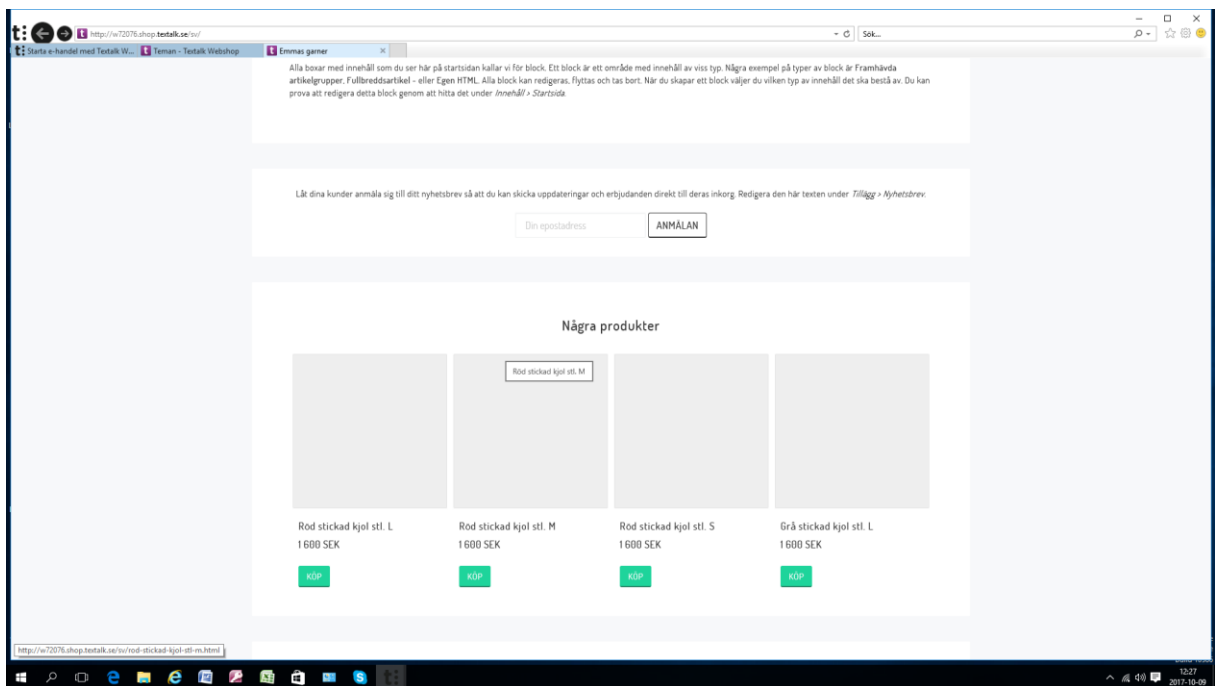 http://w72076.shop.textalk.se/sv/
Sök...
Starta e-handel med Textalk W...
Teman - Textalk Webshop
Emmas garner
Alla boxar med innehåll som du ser här på startsidan kallar vi för block. Ett block är ett område med innehåll av viss typ. Några exempel på typer av block är Framhävda
artikelgrupper, Fullbreddsartikel - eller Egen HTML. Alla block kan redigeras, flyttas och tas bort. När du skapar ett block väljer du vilken typ av innehåll det ska bestå av. Du kan
prova att redigera detta block genom att hitta det under Innehåll > Startsida.
Låt dina kunder anmäla sig till ditt nyhetsbrev så att du kan skicka uppdateringar och erbjudanden direkt till deras inkorg. Redigera den här texten under Tillägg > Nyhetsbrev.
Din epostadress
ANMÄLAN
Några produkter
Röd stickad kjol stl. M
Röd stickad kjol stl. L
1 600 SEK
KÖP
Röd stickad kjol stl. M
1 600 SEK
KÖP
Röd stickad kjol stl. S
1 600 SEK
KÖP
Grå stickad kjol stl. L
1 600 SEK
KÖP
http://w72076.shop.textalk.se/sv/rod-stickad-kjol-stl-m.html
12:27
2017-10-09